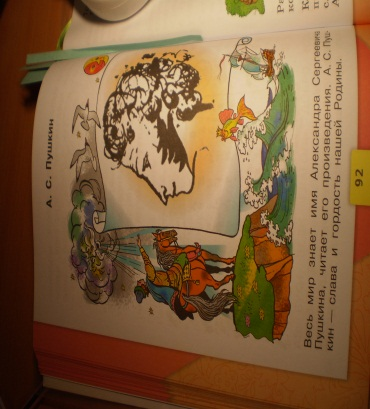 А. С. Пушкин
Весь мир знает имя Александра Сергеевича
Пушкина, читает его произведения. А. С. Пуш-
кин — слава и гордость нашей Родины.
92